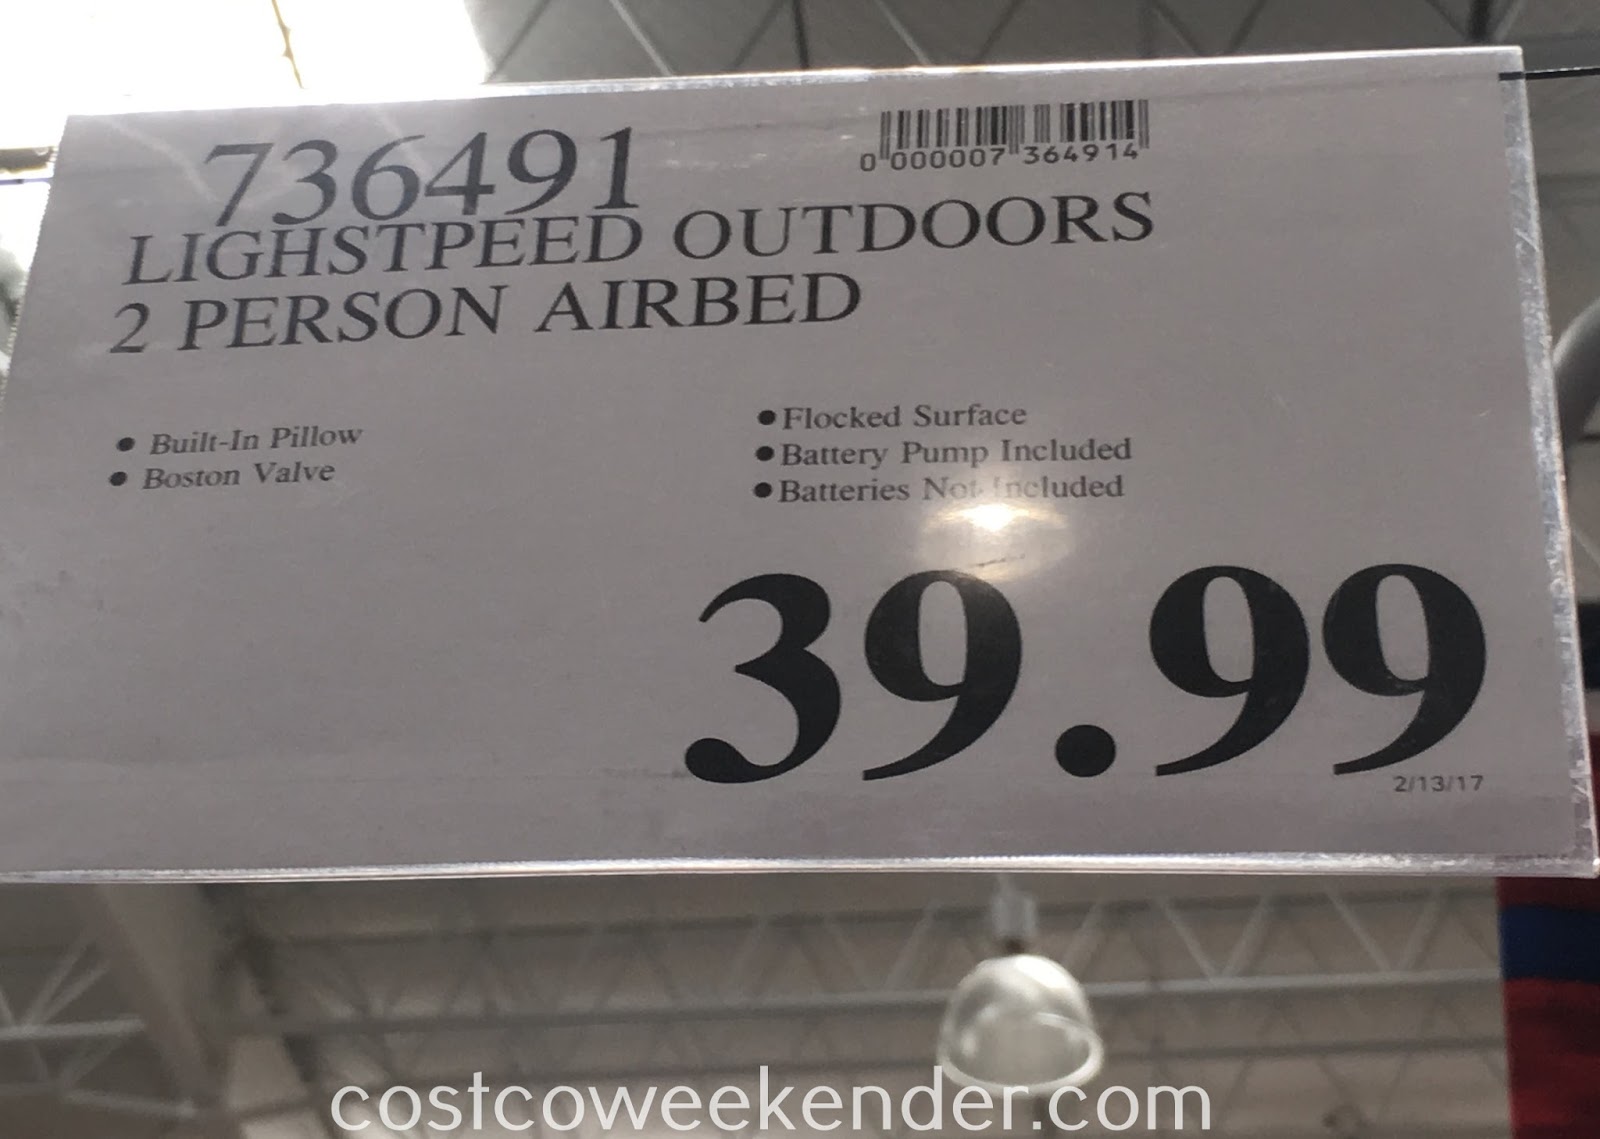 736491
0 000007 364914
LIGHSTPEED OUTDOORS
2 PERSON AIRBED
• Built-In Pillow
• Boston Valve
• Flocked Surface
• Battery Pump Included
• Batteries Not Included
39.99
2/13/17
costcoweekender.com